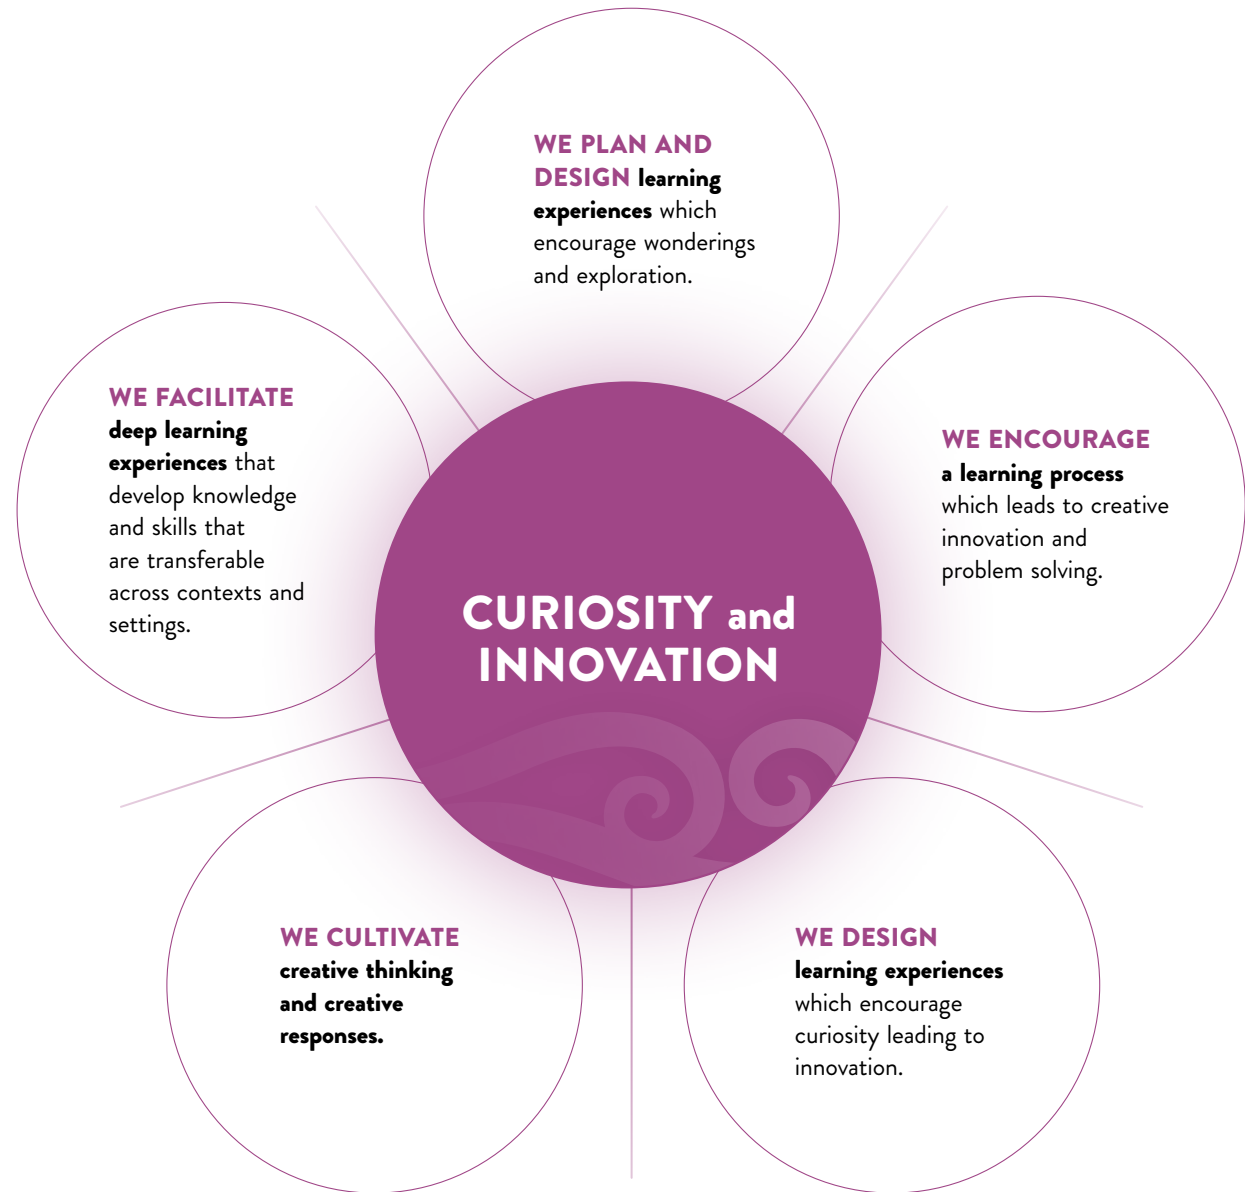 WE PLAN AND
DESIGN learning
experiences which
encourage wonderings
and exploration.
WE ENCOURAGE
a learning process
which leads to creative
innovation and
problem solving.
WE DESIGN
learning experiences
which encourage
curiosity leading to
innovation.
WE CULTIVATE
creative thinking
and creative
responses.
WE FACILITATE
deep learning
experiences that
develop knowledge
and skills that
are transferable
across contexts and
settings.
CURIOSITY and
INNOVATION